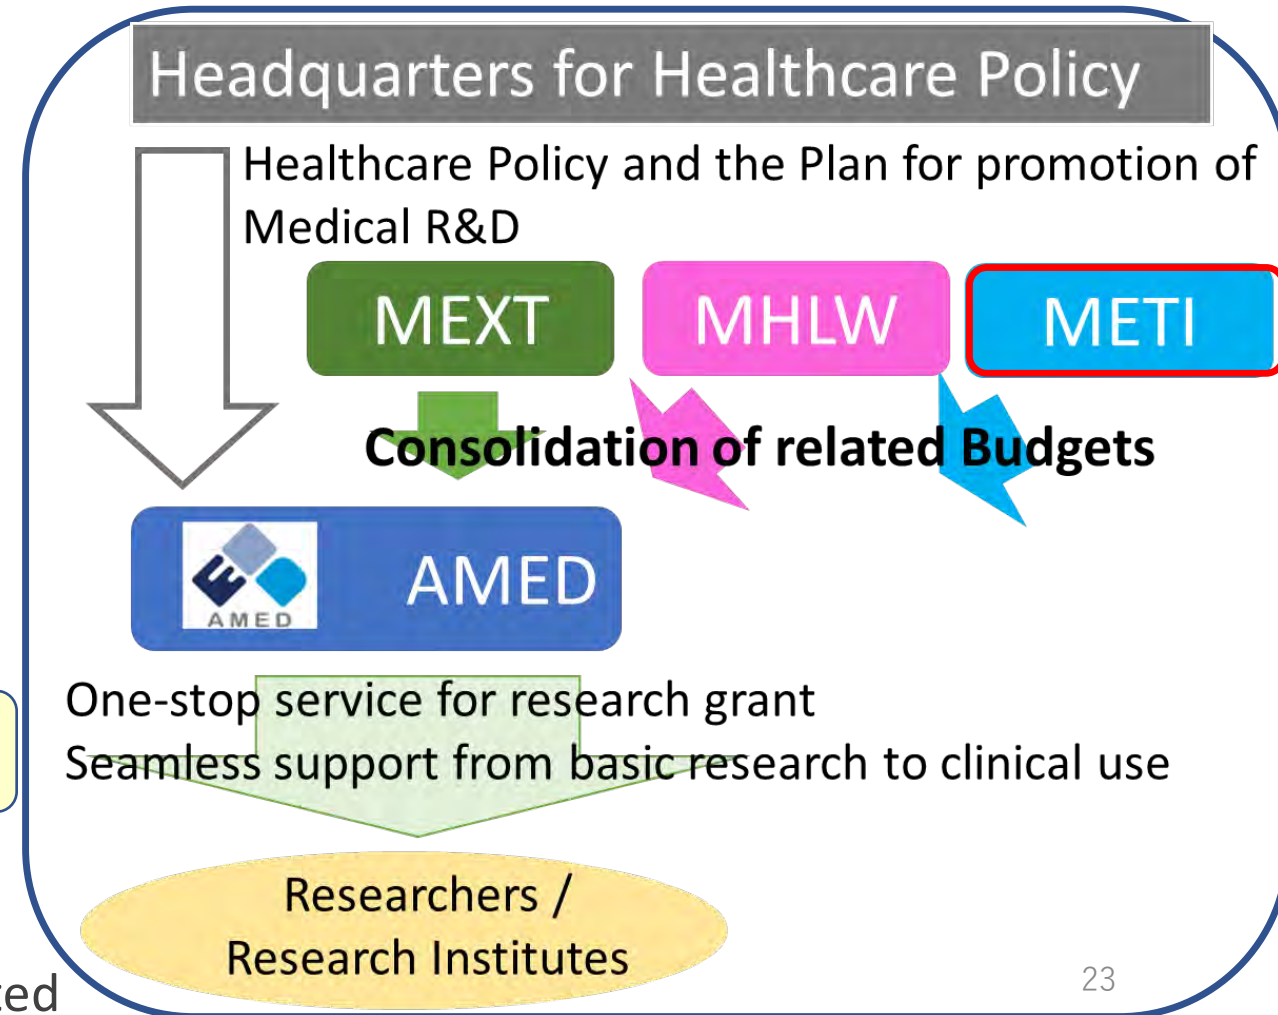 Headquarters for Healthcare Policy
Healthcare Policy and the Plan for promotion of
Medical R&D
MEXT
MHLW
METI
Consolidation of related Budgets
AMED
AMED
One-stop service for research grant
Seamless support from basic research to clinical use
Researchers /
Research Institutes
23